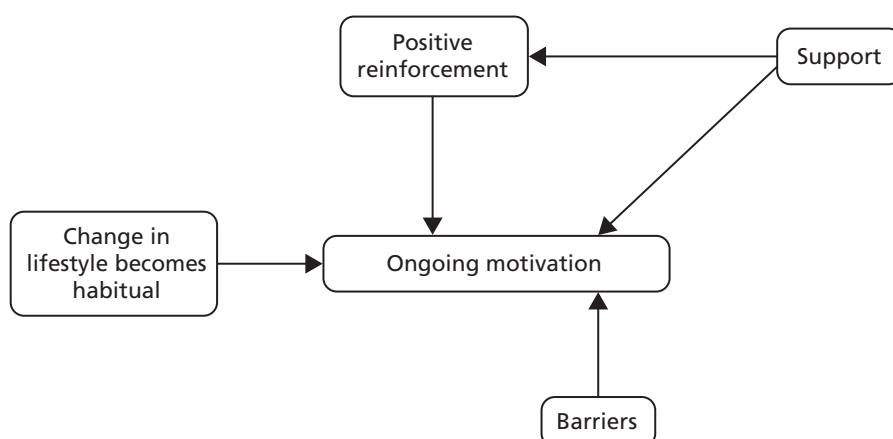 Positive
reinforcement
Support
Change in
lifestyle becomes
habitual
Ongoing motivation
Barriers